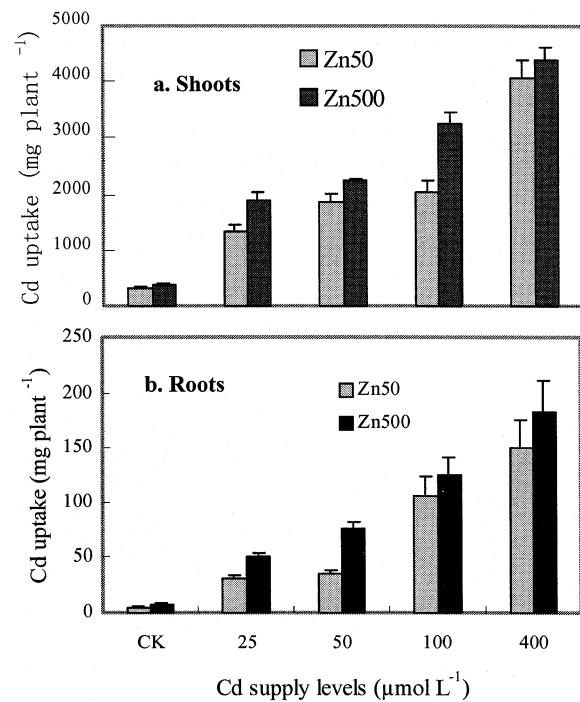 5000
4000
3000
2000
1000
0
Cd uptake (mg plant ⁻¹)
a. Shoots
Zn50
Zn500
250
200
150
100
50
0
Cd uptake (mg plant⁻¹)
b. Roots
Zn50
Zn500
CK 25 50 100 400
Cd supply levels (μmol L⁻¹)